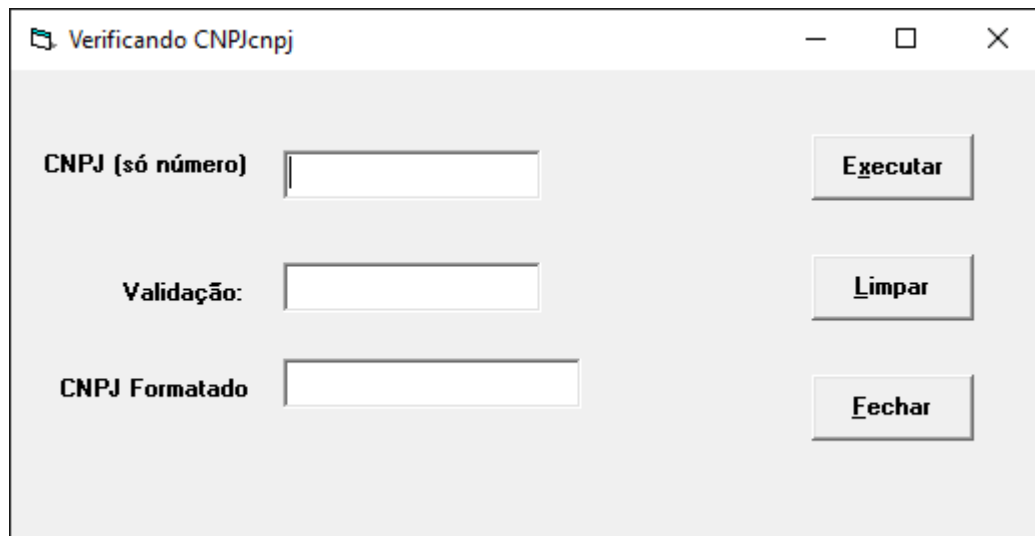 Verificando CNPJcnpj
CNPJ (só número)
Executar
Validação:
Limpar
CNPJ Formatado
Fechar